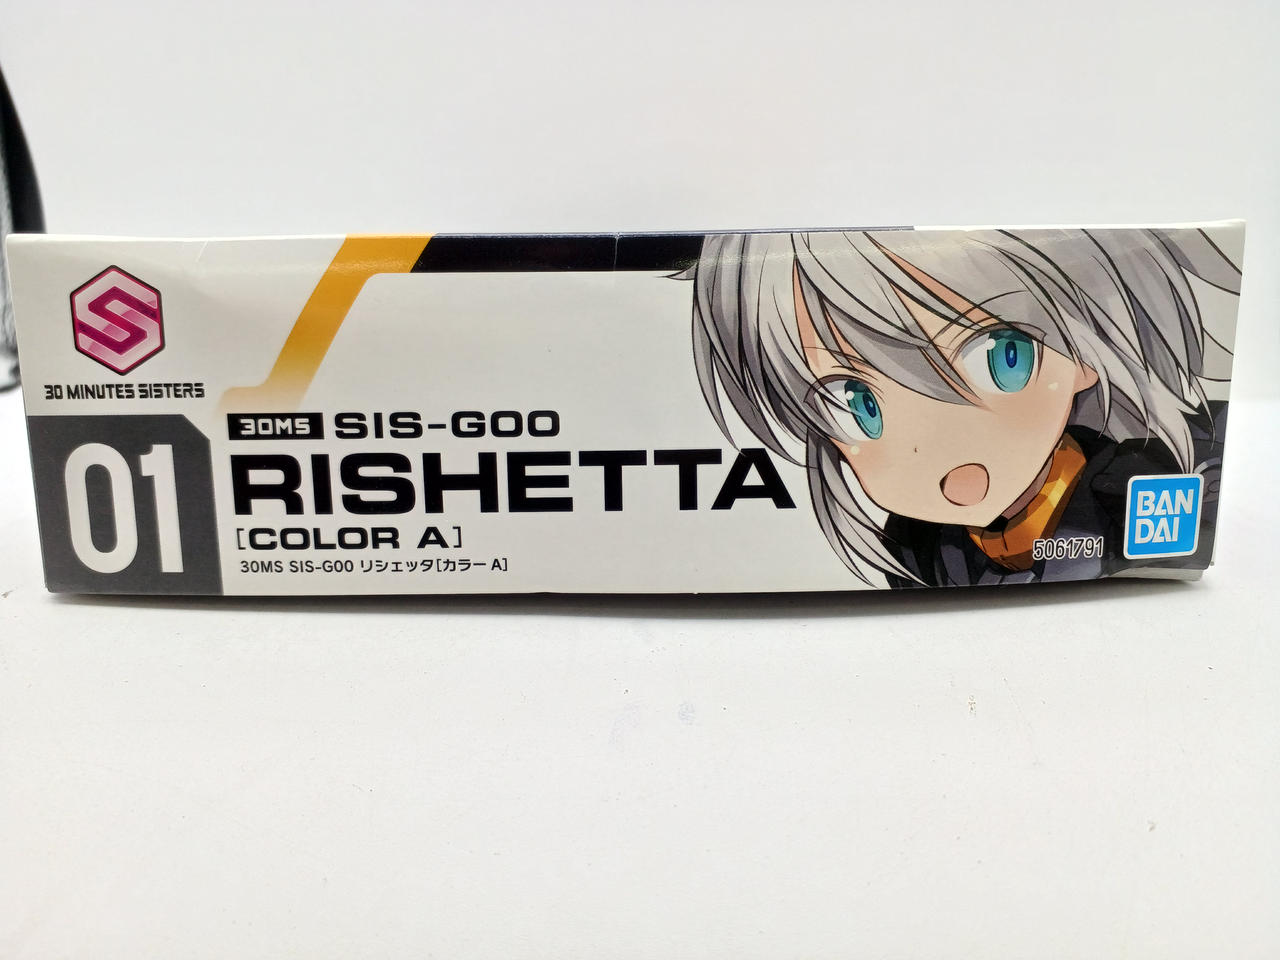 S
30 MINUTES SISTERS
01
30MS SIS-G00
RISHETTA
[COLOR A]
30MS SIS-G00 リシェッタ[カラーA]
5061791
BAN
DAI